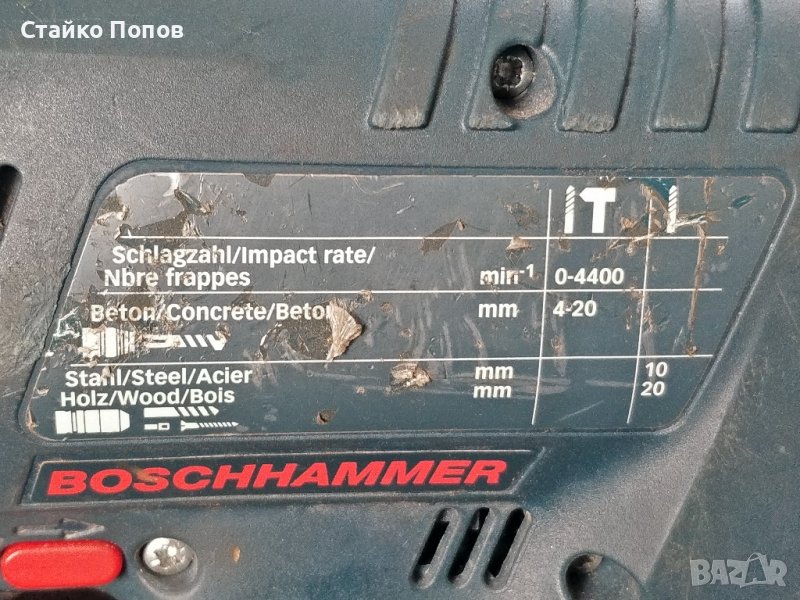 Стайко Попов
Schlagzahl/Impact rate/
Nbre frappes min-1 0-4400
Beton/Concrete/Beton mm 4-20
Stahl/Steel/Acier mm 10
Holz/Wood/Bois mm 20
BOSCHHAMMER
BAZAR